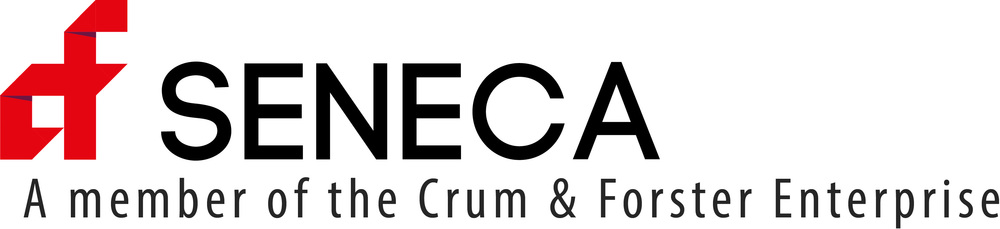 SENECA
A member of the Crum & Forster Enterprise